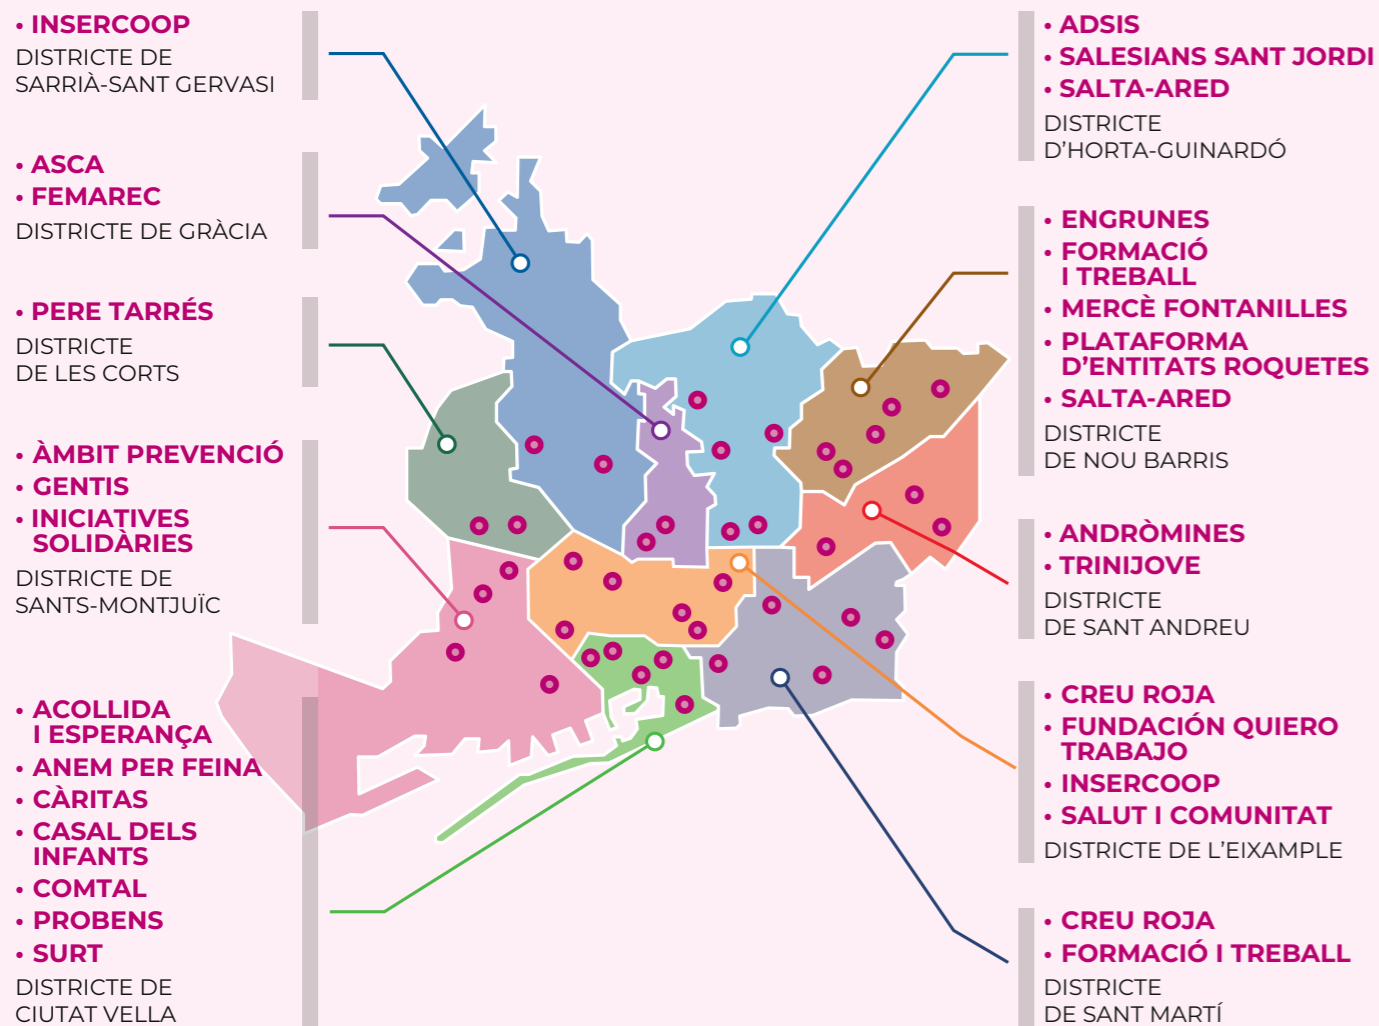 • INSERCOOP
DISTRICTE DE
SARRIÀ-SANT GERVASI
• ASCA
• FEMAREC
DISTRICTE DE GRÀCIA
• PERE TARRÉS
DISTRICTE
DE LES CORTS
• ÀMBIT PREVENCIÓ
• GENTIS
• INICIATIVES
SOLIDÀRIES
DISTRICTE DE
SANTS-MONTJUÏC
• ACOLLIDA
I ESPERANÇA
• ANEM PER FEINA
• CÀRITAS
• CASAL DELS
INFANTS
• COMTAL
• PROBENS
• SURT
DISTRICTE DE
CIUTAT VELLA
• ADSIS
• SALESIANS SANT JORDI
• SALTA-ARED
DISTRICTE
D’HORTA-GUINARDÓ
• ENGRUNES
• FORMACIÓ
I TREBALL
• MERCÈ FONTANILLES
• PLATAFORMA
D’ENTITATS ROQUETES
• SALTA-ARED
DISTRICTE
DE NOU BARRIS
• ANDRÒMINES
• TRINIJOVE
DISTRICTE
DE SANT ANDREU
• CREU ROJA
• FUNDACIÓN QUIERO
TRABAJO
• INSERCOOP
• SALUT I COMUNITAT
DISTRICTE DE L’EIXAMPLE
• CREU ROJA
• FORMACIÓ I TREBALL
DISTRICTE
DE SANT MARTÍ